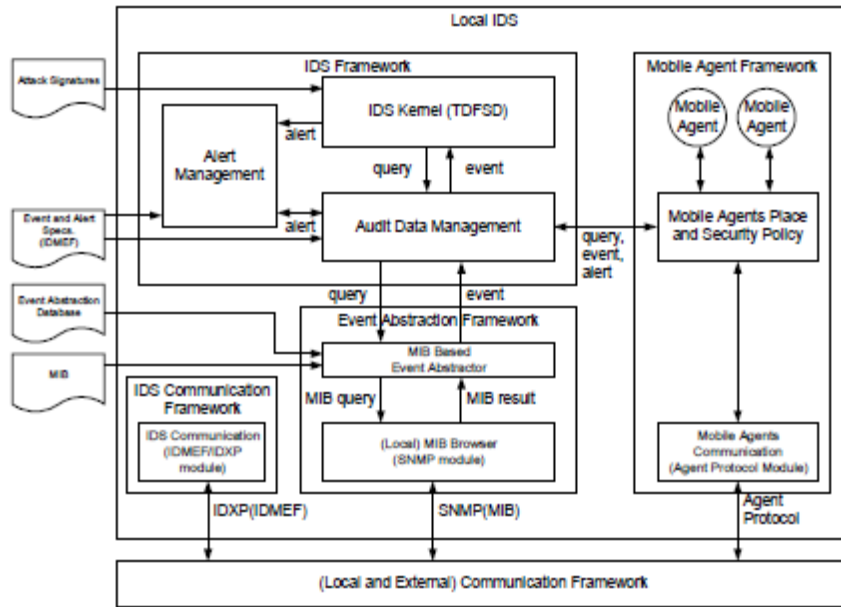 Local IDS
IDS Framework
Mobile Agent Framework
Attack Signatures
IDS Kernel (TDFSD)
Mobile
Agent
Mobile
Agent
alert
Alert
Management
query
event
Event and Alert
Specs.
(IDMEF)
Audit Data Management
alert
Mobile Agents Place
and Security Policy
query,
event,
alert
query
event
Event Abstraction
Database
Event Abstraction Framework
MIB Based
Event Abstractor
MIB
IDS Communication
Framework
MIB query
MIB result
IDS Communication
(IDMEF/IDXP
module)
(Local) MIB Browser
(SNMP module)
Mobile Agents
Communication
(Agent Protocol Module)
IDXP(IDMEF)
SNMP(MIB)
Agent
Protocol
(Local and External) Communication Framework